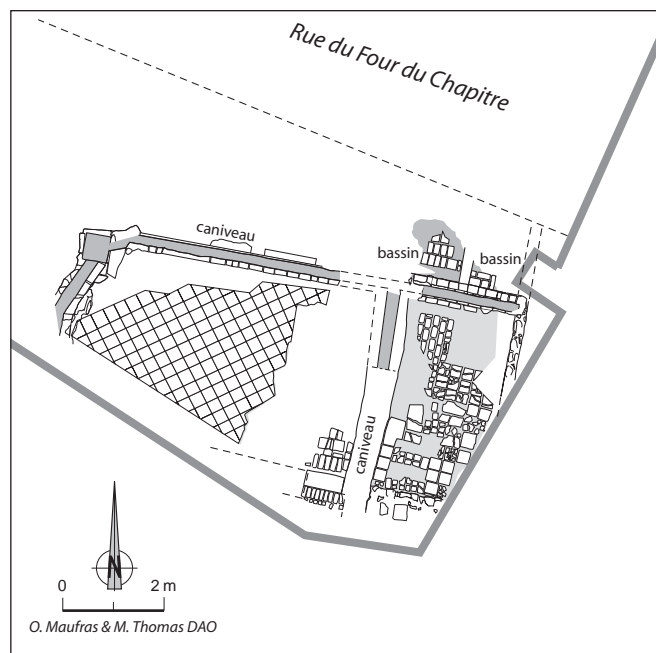 Rue du Four du Chapitre
caniveau
bassin
bassin
caniveau
N
0 2 m
O. Maufras & M. Thomas DAO